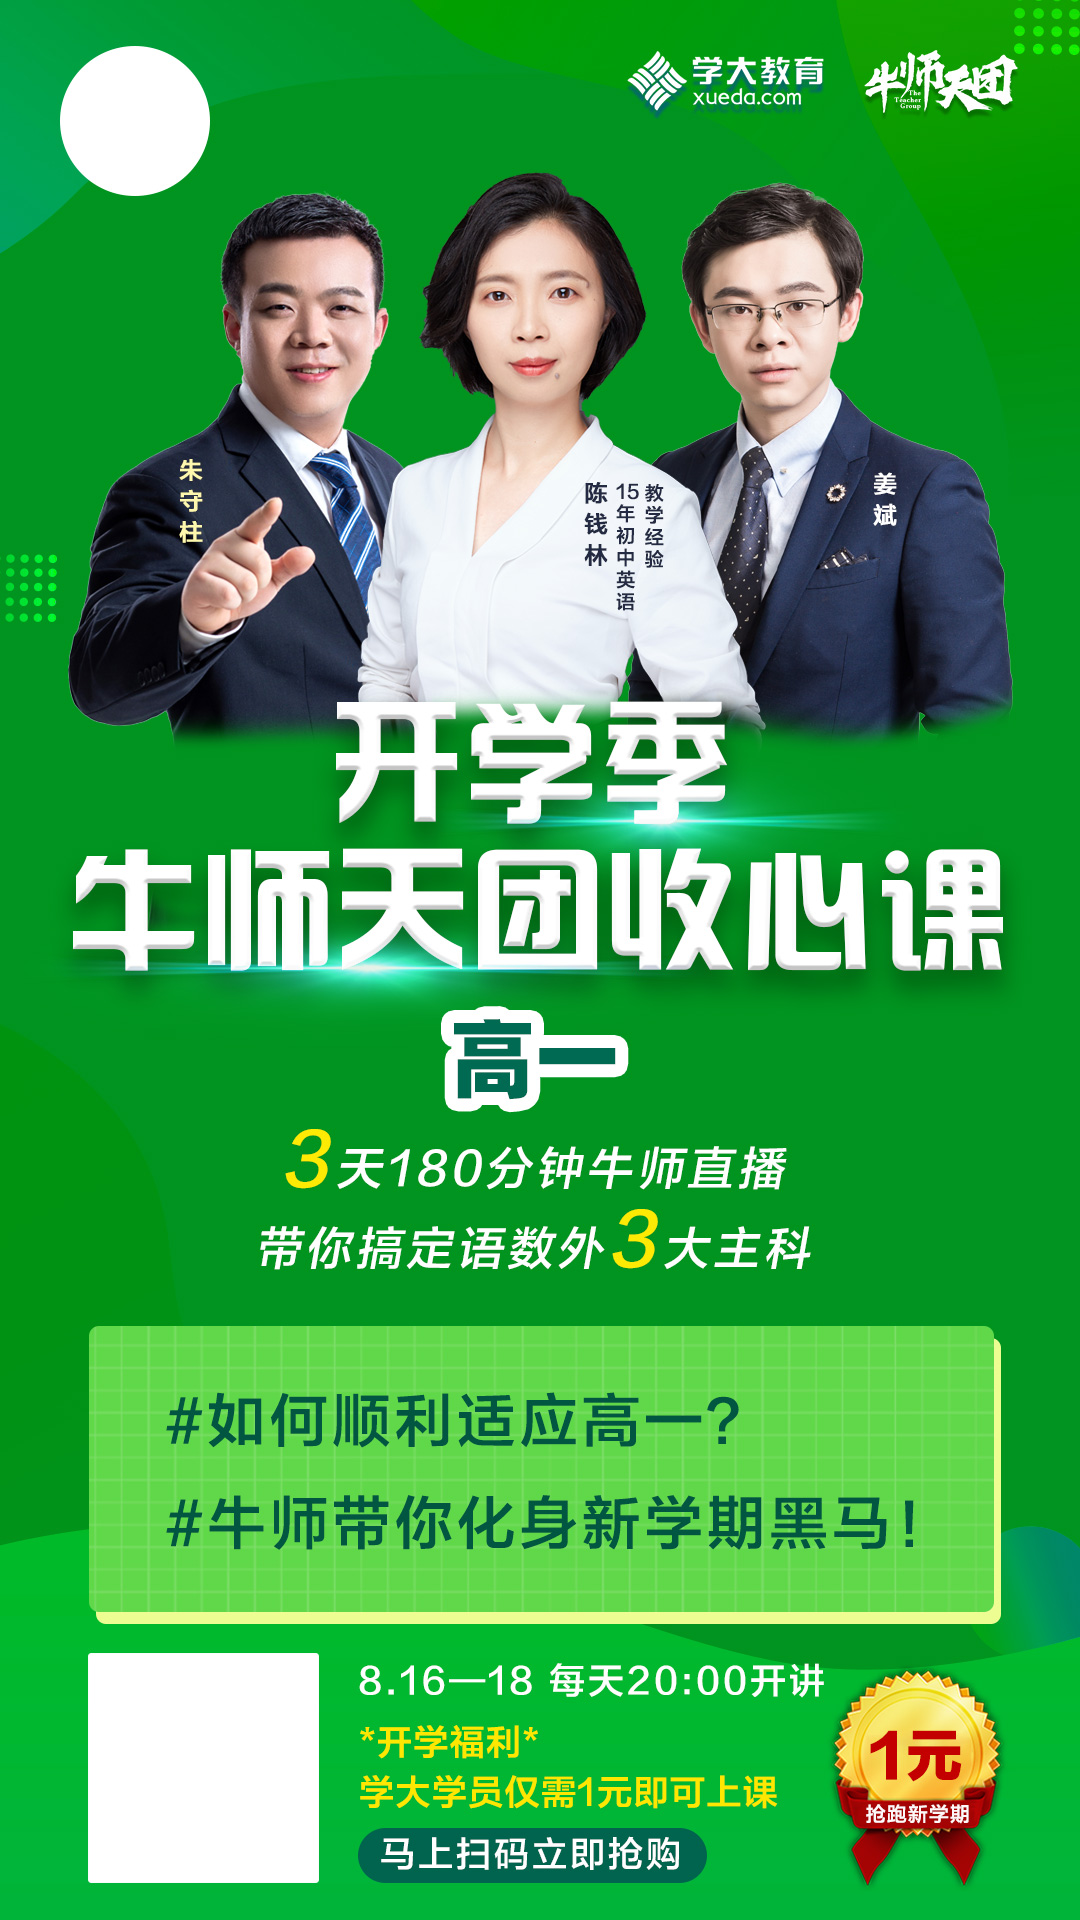 学大教育
xueda.com
牛师天团
The
Teacher
Group
朱守柱
陈钱林
15年初中英语
教学经验
姜斌
开学季
牛师天团收心课
高一
3天180分钟牛师直播
带你搞定语数外3大主科
#如何顺利适应高一?
#牛师带你化身新学期黑马!
8.16—18 每天20:00开讲
*开学福利*
学大学员仅需1元即可上课
马上扫码立即抢购
1元
抢跑新学期